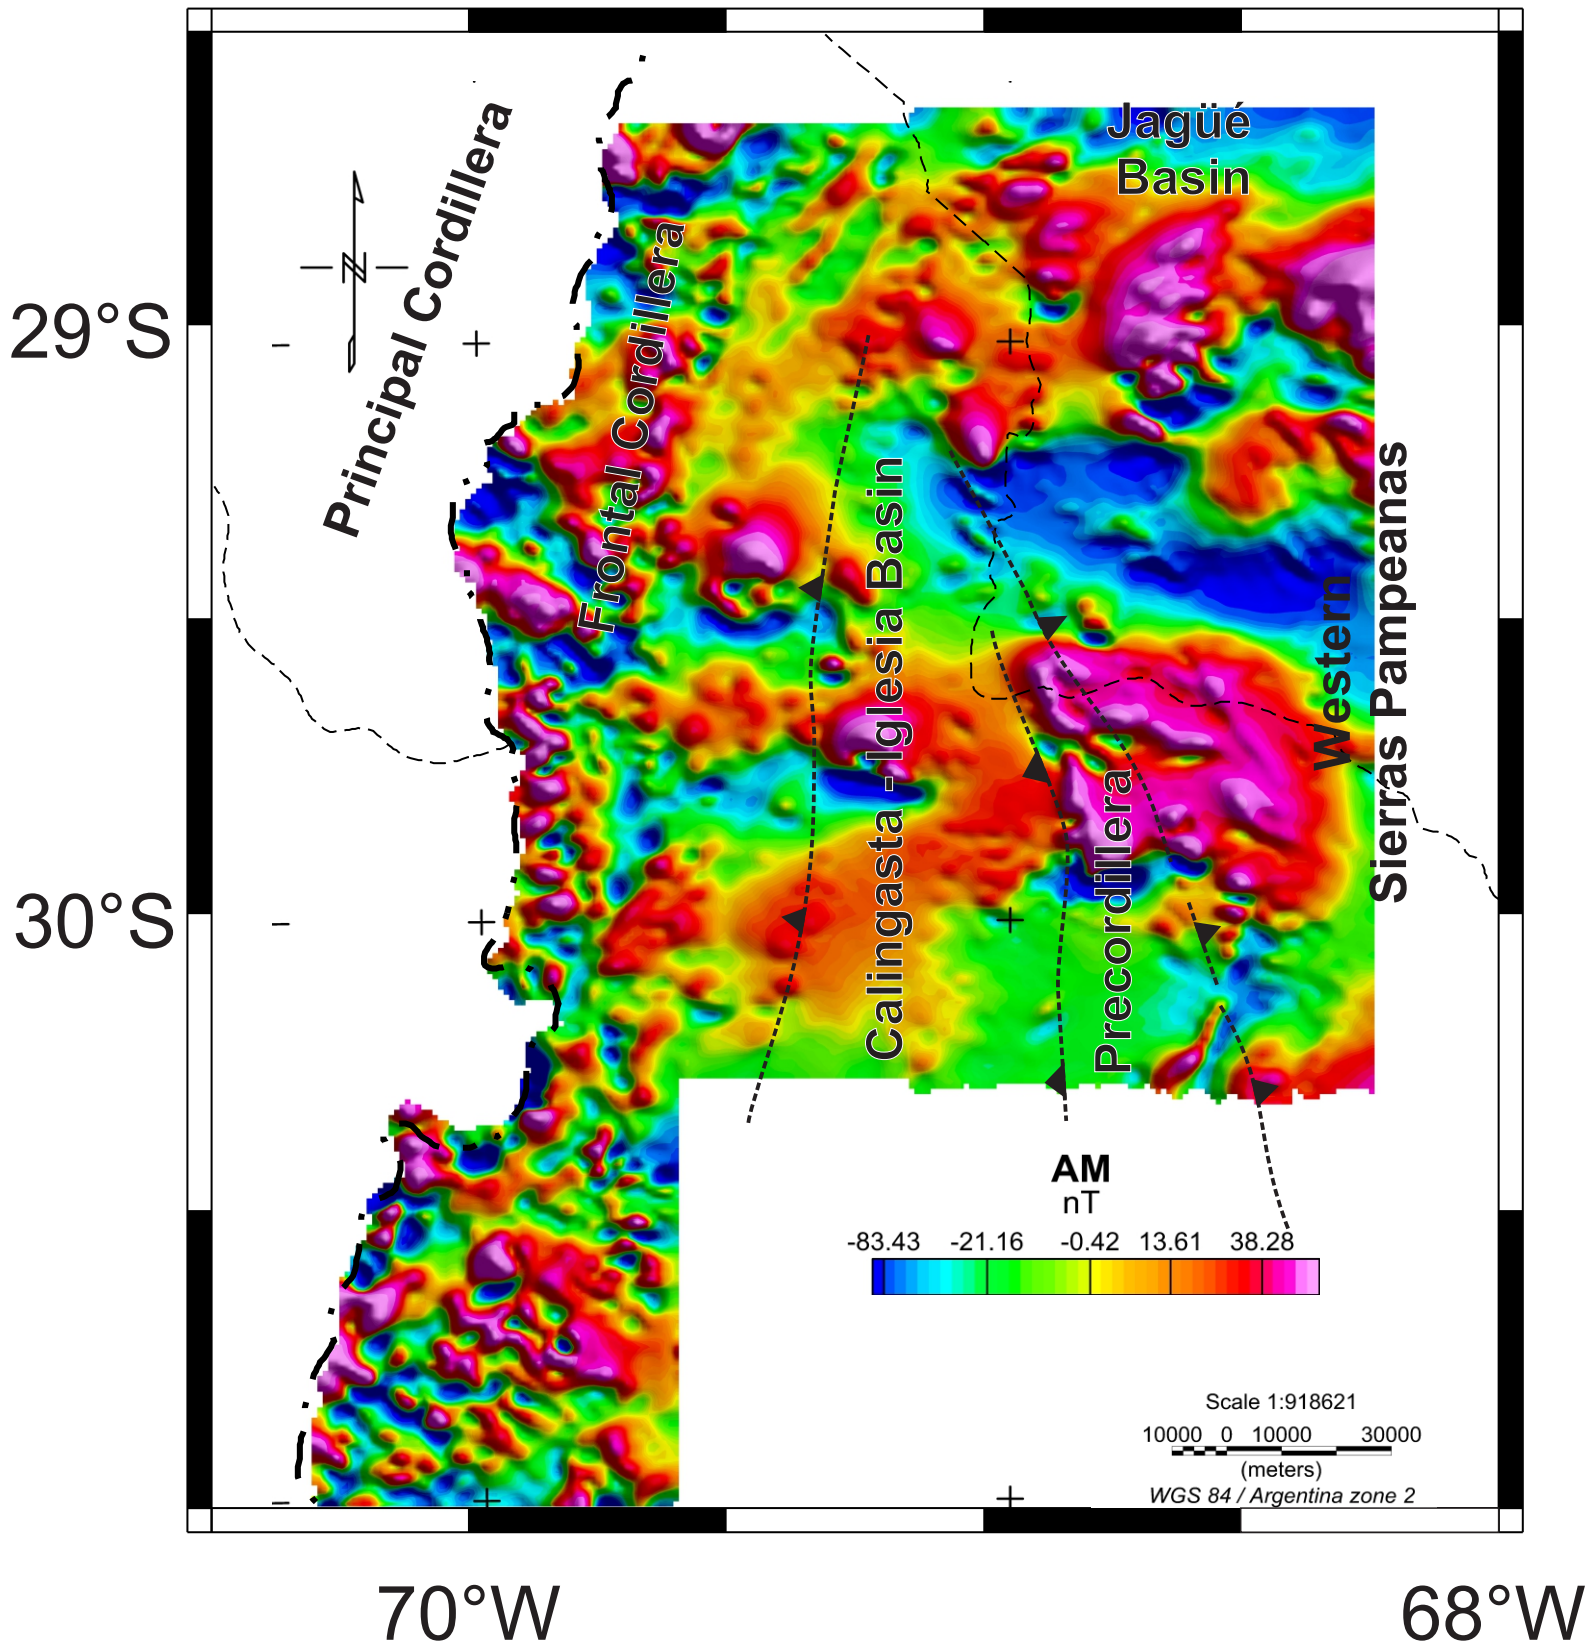 Jagüé
Basin
N
Principal Cordillera
Frontal Cordillera
29°S
Calingasta - Iglesia Basin
Western
Sierras Pampeanas
Precordillera
30°S
AM
nT
-83.43 -21.16 -0.42 13.61 38.28
Scale 1:918621
10000 0 10000 30000
(meters)
WGS 84 / Argentina zone 2
70°W 68°W